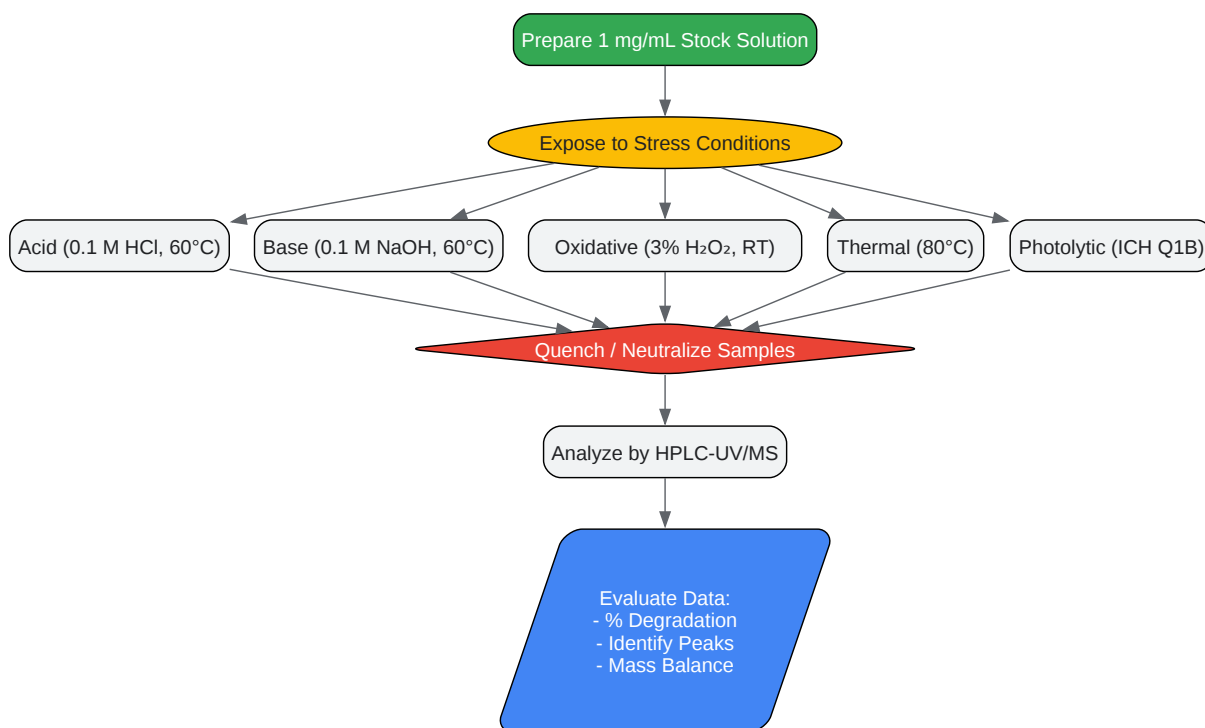 Prepare 1 mg/mL Stock Solution
Expose to Stress Conditions
Acid (0.1 M HCl, 60°C)
Base (0.1 M NaOH, 60°C)
Oxidative (3% H₂O₂, RT)
Thermal (80°C)
Photolytic (ICH Q1B)
Quench / Neutralize Samples
Analyze by HPLC-UV/MS
Evaluate Data:
- % Degradation
- Identify Peaks
- Mass Balance